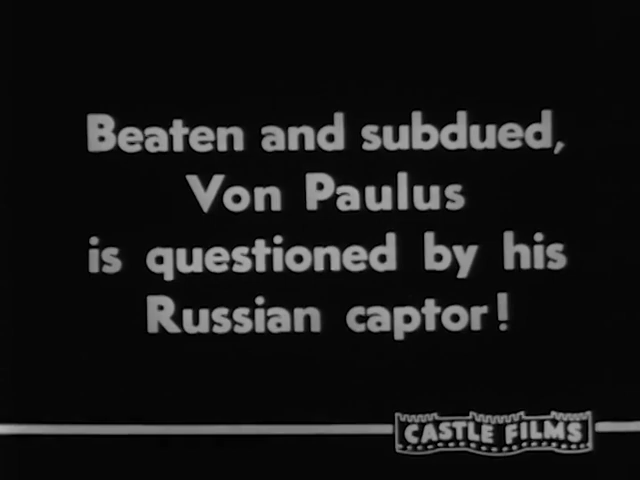 Beaten and subdued,
Von Paulus
is questioned by his
Russian captor!
CASTLE FILMS